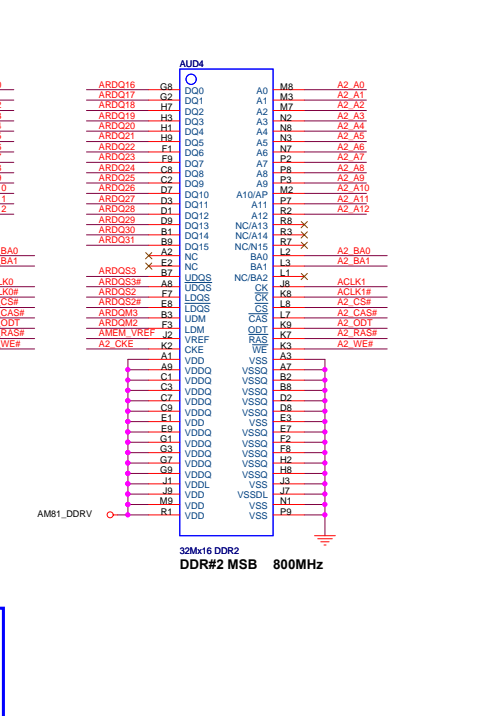 AUD4
ARDQ16 G8 DQ0 A0 M8 A2_A0
ARDQ17 G2 DQ1 A1 M3 A2_A1
ARDQ18 H7 DQ2 A2 M7 A2_A2
ARDQ19 H3 DQ3 A3 N2 A2_A3
ARDQ20 H1 DQ4 A4 N8 A2_A4
ARDQ21 H9 DQ5 A5 N3 A2_A5
ARDQ22 F1 DQ6 A6 N7 A2_A6
ARDQ23 F9 DQ7 A7 P2 A2_A7
ARDQ24 C8 DQ8 A8 P8 A2_A8
ARDQ25 C2 DQ9 A9 P3 A2_A9
0 ARDQ26 D7 DQ10 A10/AP M2 A2_A10
1 ARDQ27 D3 DQ11 A11 P7 A2_A11
2 ARDQ28 D1 DQ12 A12 R2 A2_A12
ARDQ29 D9 DQ13 NC/A13 R8
ARDQ30 B1 DQ14 NC/A14 R3
ARDQ31 B9 DQ15 NC/N15 R7
BA0 A2 NC BA0 L2 A2_BA0
BA1 E2 NC BA1 L3 A2_BA1
ARDQS3 B7 UDQS NC/BA2 L1
LK0 ARDQS3# A8 UDQS CK J8 ACLK1
LK0# ARDQS2 F7 LDQS CK K8 ACLK1#
CS# ARDQS2# E8 LDQS CS L8 A2_CS#
CAS# ARDQM3 B3 UDM CAS L7 A2_CAS#
ODT ARDQM2 F3 LDM ODT K9 A2_ODT
RAS# AMEM_VREF J2 VREF RAS K7 A2_RAS#
WE# A2_CKE K2 CKE WE K3 A2_WE#
A1 VDD VSS A3
A9 VDDQ VSSQ A7
C1 VDDQ VSSQ B2
C3 VDDQ VSSQ B8
C7 VDDQ VSSQ D2
C9 VDDQ VSSQ D8
E1 VDD VSS E3
E9 VDDQ VSSQ E7
G1 VDDQ VSSQ F2
G3 VDDQ VSSQ F8
G7 VDDQ VSSQ H2
G9 VDDQ VSSQ H8
J1 VDDL VSS J3
J9 VDD VSSDL J7
M9 VDD VSS N1
AM81_DDRV R1 VDD VSS P9
32Mx16 DDR2
DDR#2 MSB 800MHz